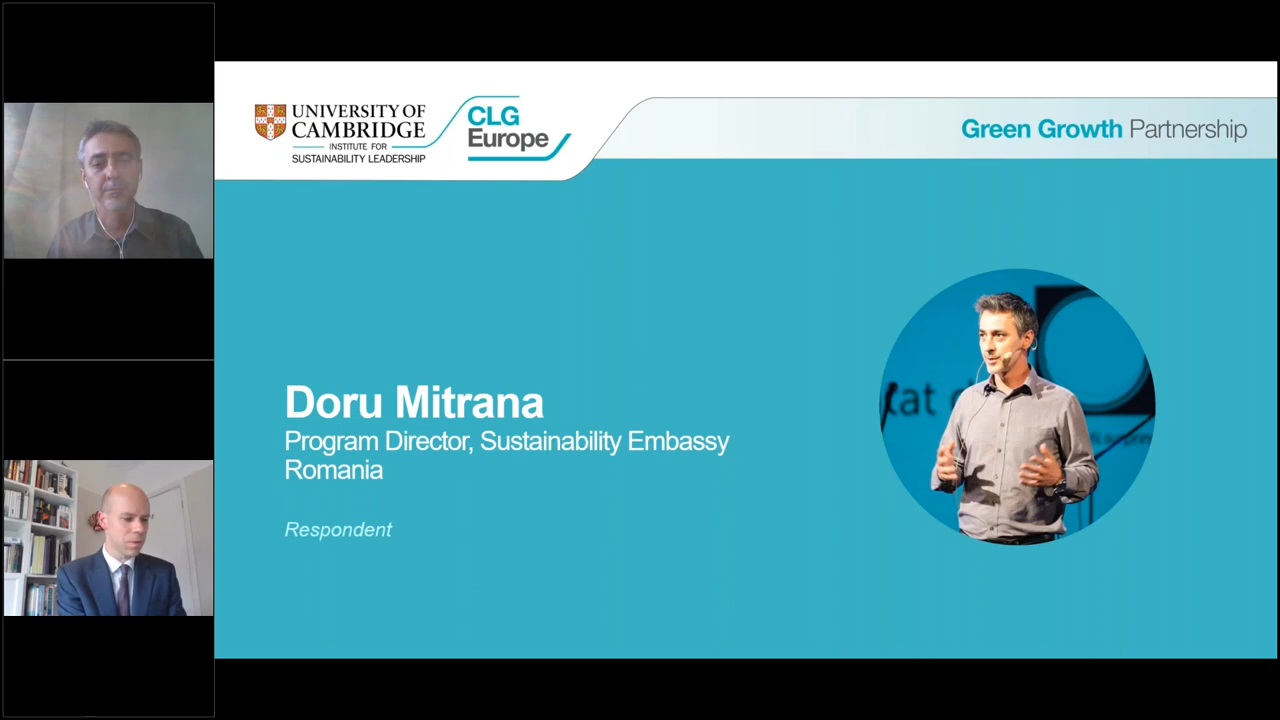 UNIVERSITY OF
CAMBRIDGE
INSTITUTE FOR
SUSTAINABILITY LEADERSHIP
CLG
Europe
Green Growth Partnership
Doru Mitrana
Program Director, Sustainability Embassy
Romania
Respondent